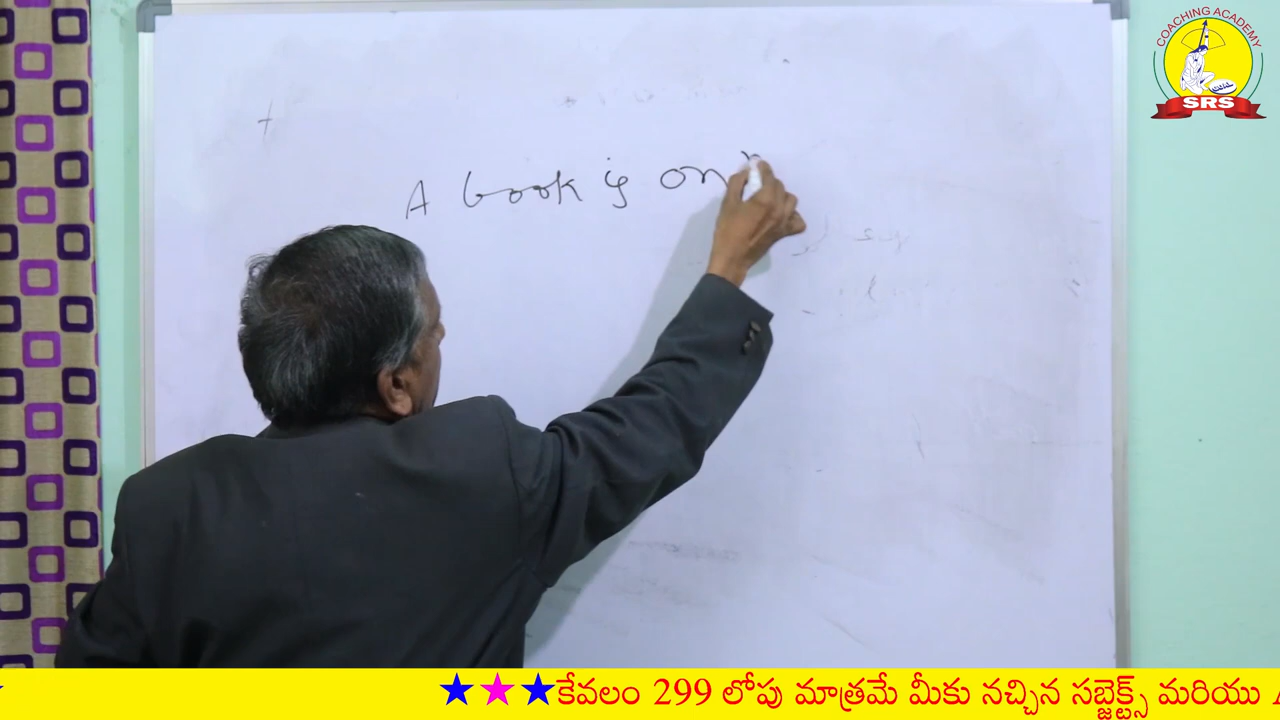 COACHING ACADEMY
SRS
A book is on
కేవలం 299 లోపు మాత్రమే మీకు నచ్చిన సబ్జెక్ట్స్ మరియు